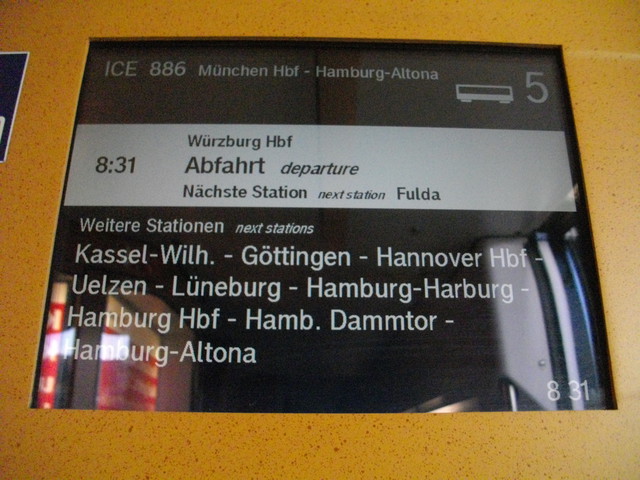 ICE 886 München Hbf - Hamburg-Altona
5
Würzburg Hbf
8:31 Abfahrt departure
Nächste Station next station Fulda
Weitere Stationen next stations
Kassel-Wilh. - Göttingen - Hannover Hbf -
Uelzen - Lüneburg - Hamburg-Harburg -
Hamburg Hbf - Hamb. Dammtor -
Hamburg-Altona
8 31